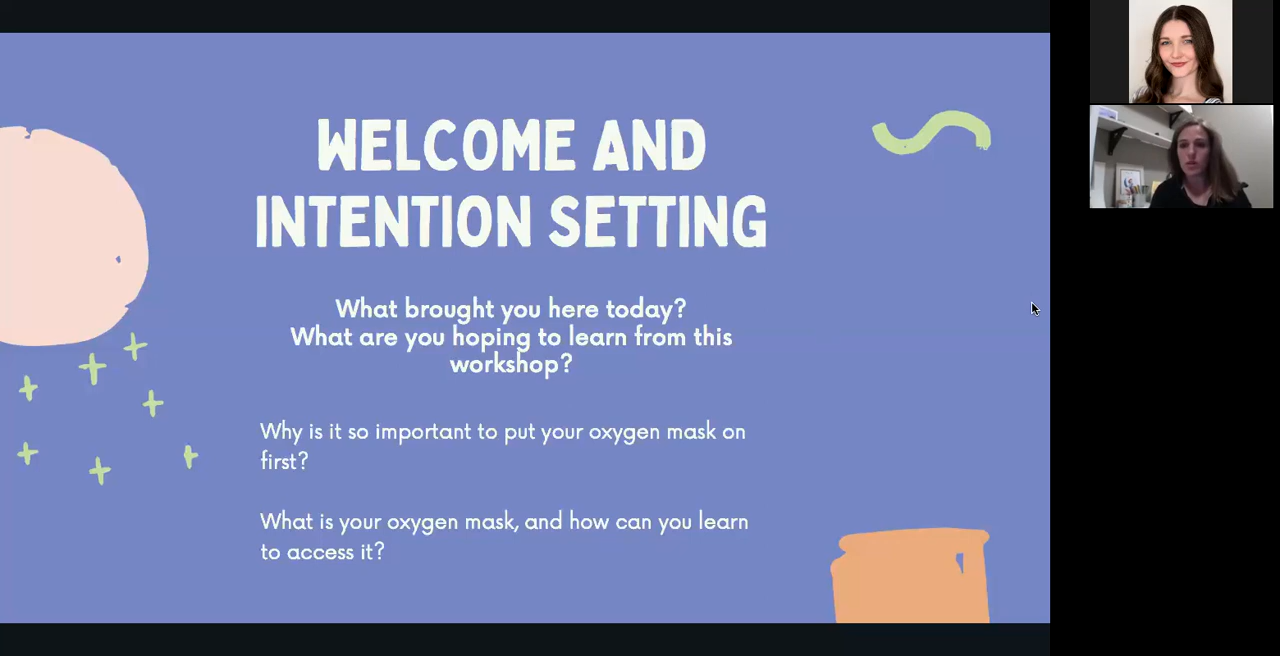 WELCOME AND
INTENTION SETTING
What brought you here today?
What are you hoping to learn from this
workshop?
Why is it so important to put your oxygen mask on
first?
What is your oxygen mask, and how can you learn
to access it?